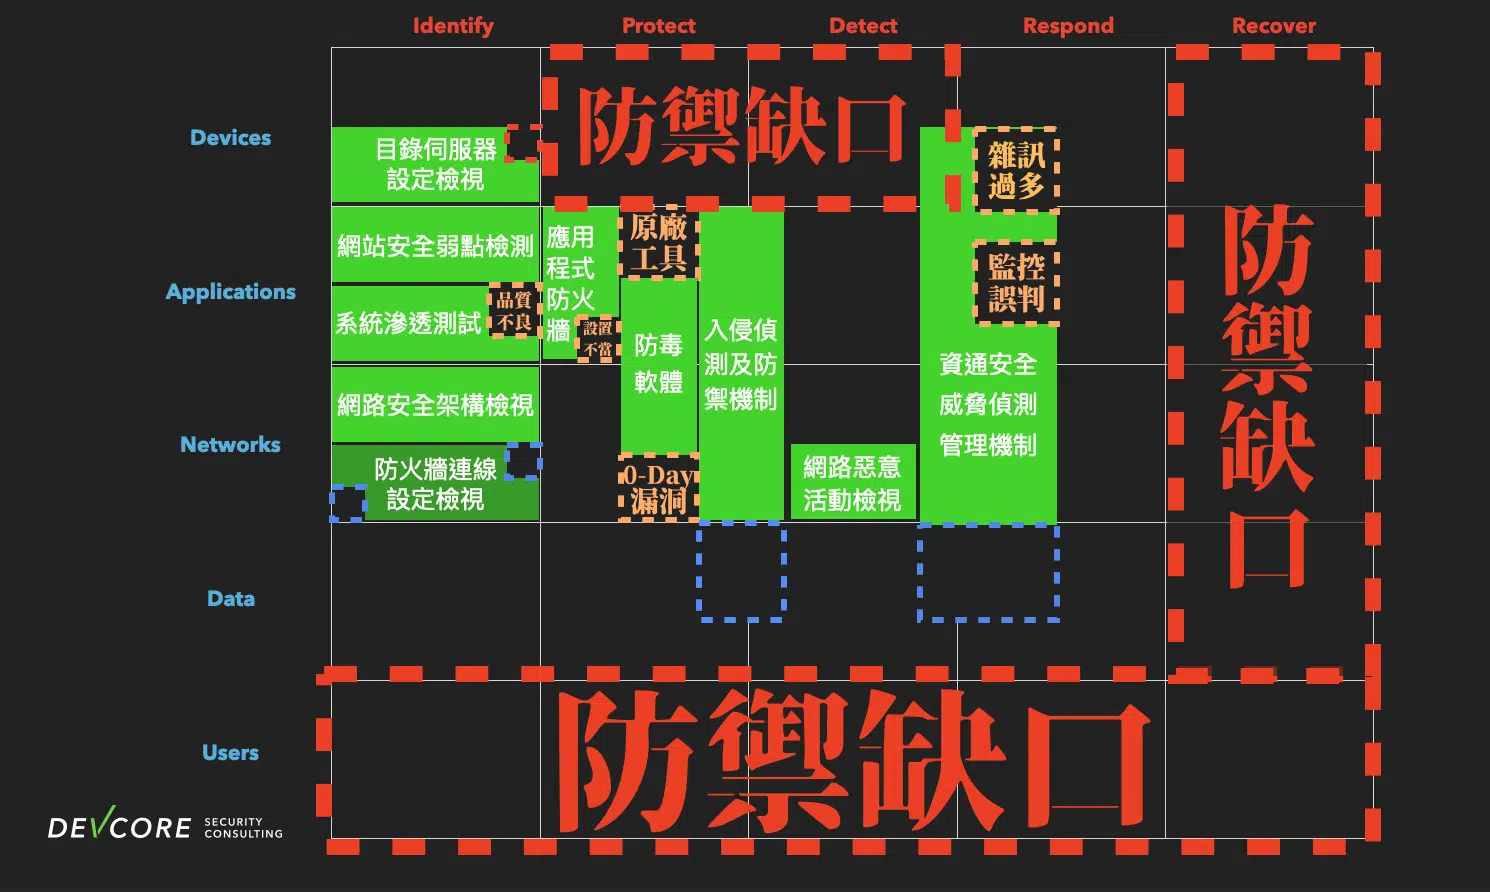 Identify
Protect
Detect
Respond
Recover
Devices
Applications
Networks
Data
Users
目錄伺服器
設定檢視
網站安全弱點檢測
系統滲透測試
品質
不良
網路安全架構檢視
防火牆連線
設定檢視
防禦缺口
應用
程式
防火
牆
設置
不當
原廠
工具
防毒
軟體
0-Day
漏洞
入侵偵
測及防
禦機制
網路惡意
活動檢視
雜訊
過多
監控
誤判
資通安全
威脅偵測
管理機制
防禦缺口
防禦缺口
DEVCORE
SECURITY
CONSULTING